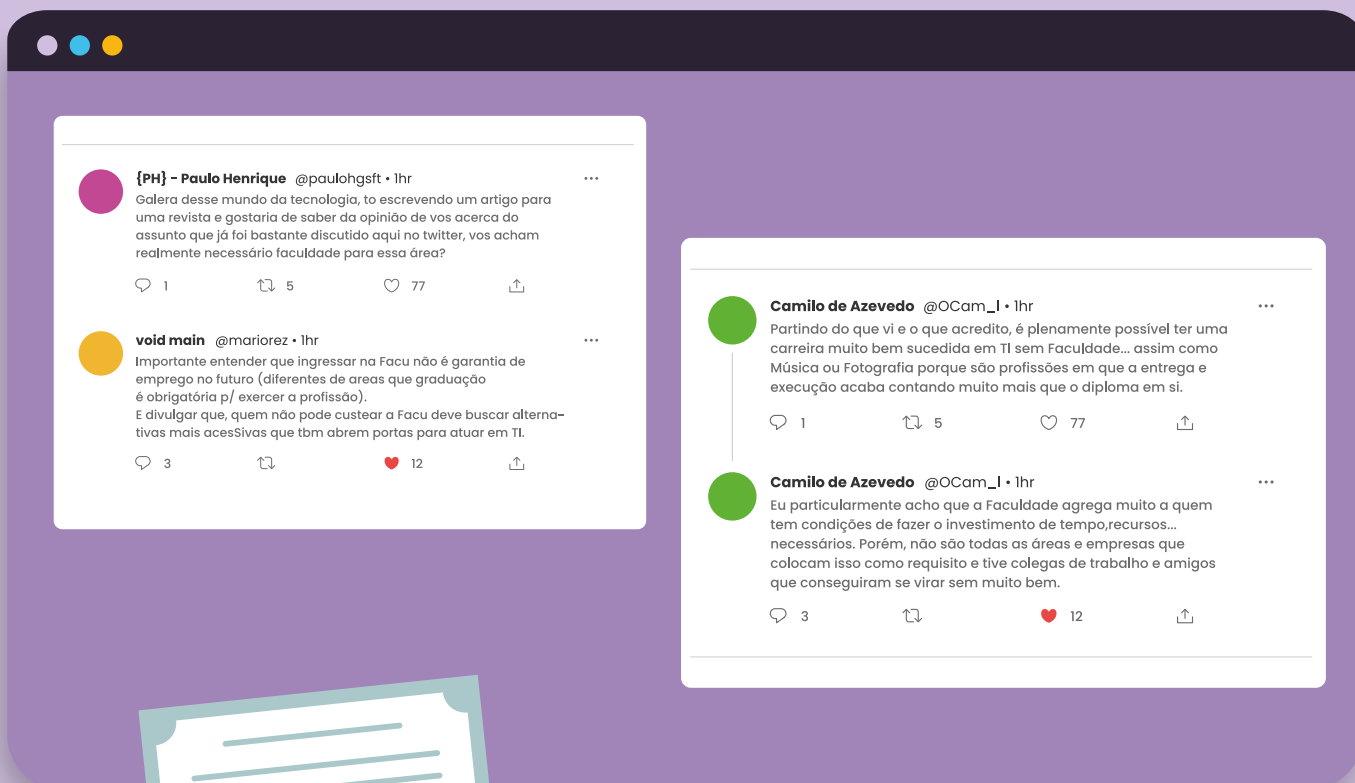 {PH} - Paulo Henrique @paulohgsft • 1hr
Galera desse mundo da tecnologia, to escrevendo um artigo para
uma revista e gostaria de saber da opinião de vos acerca do
assunto que já foi bastante discutido aqui no twitter, vos acham
realmente necessário faculdade para essa área?
1 5 77
void main @mariorez • 1hr
Importante entender que ingressar na Facu não é garantia de
emprego no futuro (diferentes de areas que graduação
é obrigatória p/ exercer a profissão).
E divulgar que, quem não pode custear a Facu deve buscar alterna-
tivas mais acesSivas que tbm abrem portas para atuar em TI.
3 12
Camilo de Azevedo @OCam_l • 1hr
Partindo do que vi e o que acredito, é plenamente possível ter uma
carreira muito bem sucedida em TI sem Faculdade... assim como
Música ou Fotografia porque são profissões em que a entrega e
execução acaba contando muito mais que o diploma em si.
1 5 77
Camilo de Azevedo @OCam_l • 1hr
Eu particularmente acho que a Faculdade agrega muito a quem
tem condições de fazer o investimento de tempo,recursos...
necessários. Porém, não são todas as áreas e empresas que
colocam isso como requisito e tive colegas de trabalho e amigos
que conseguiram se virar sem muito bem.
3 12